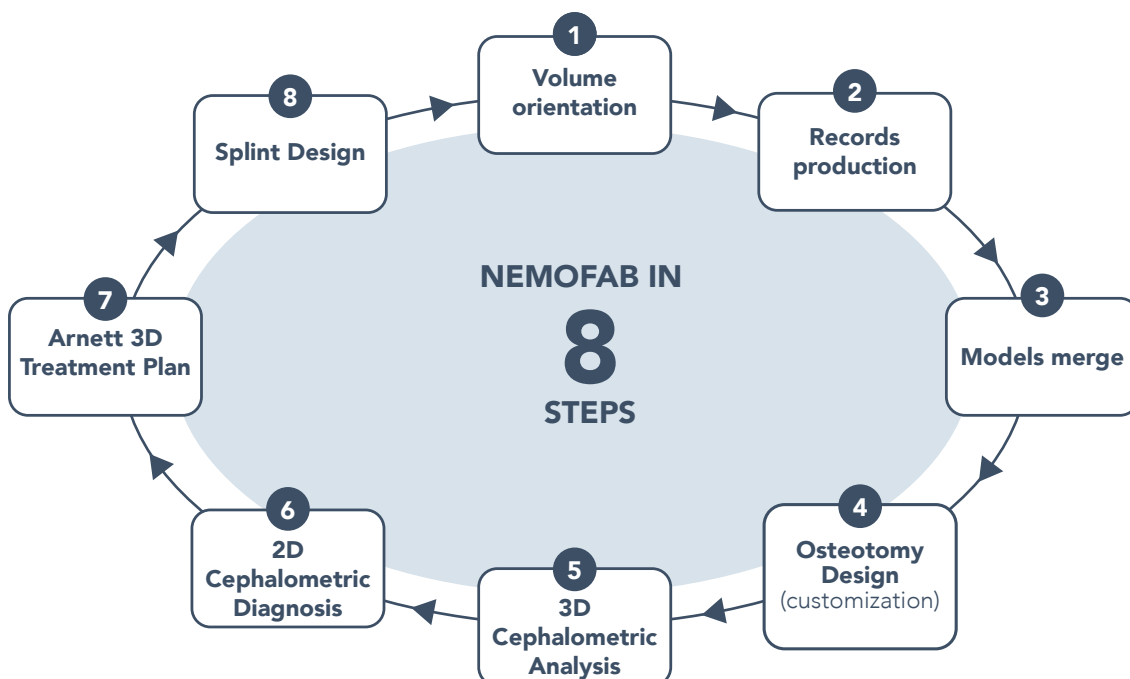 NEMOFAB IN
8
STEPS
1
Volume
orientation
2
Records
production
3
Models merge
4
Osteotomy
Design
(customization)
5
3D
Cephalometric
Analysis
6
2D
Cephalometric
Diagnosis
7
Arnett 3D
Treatment Plan
8
Splint Design